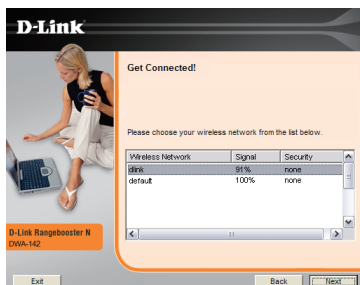 D-Link
Get Connected!
Please choose your wireless network from the list below.
Wireless Network Signal Security
dlink 91% none
default 100% none
D-Link Rangebooster N
DWA-142
Exit Back Next